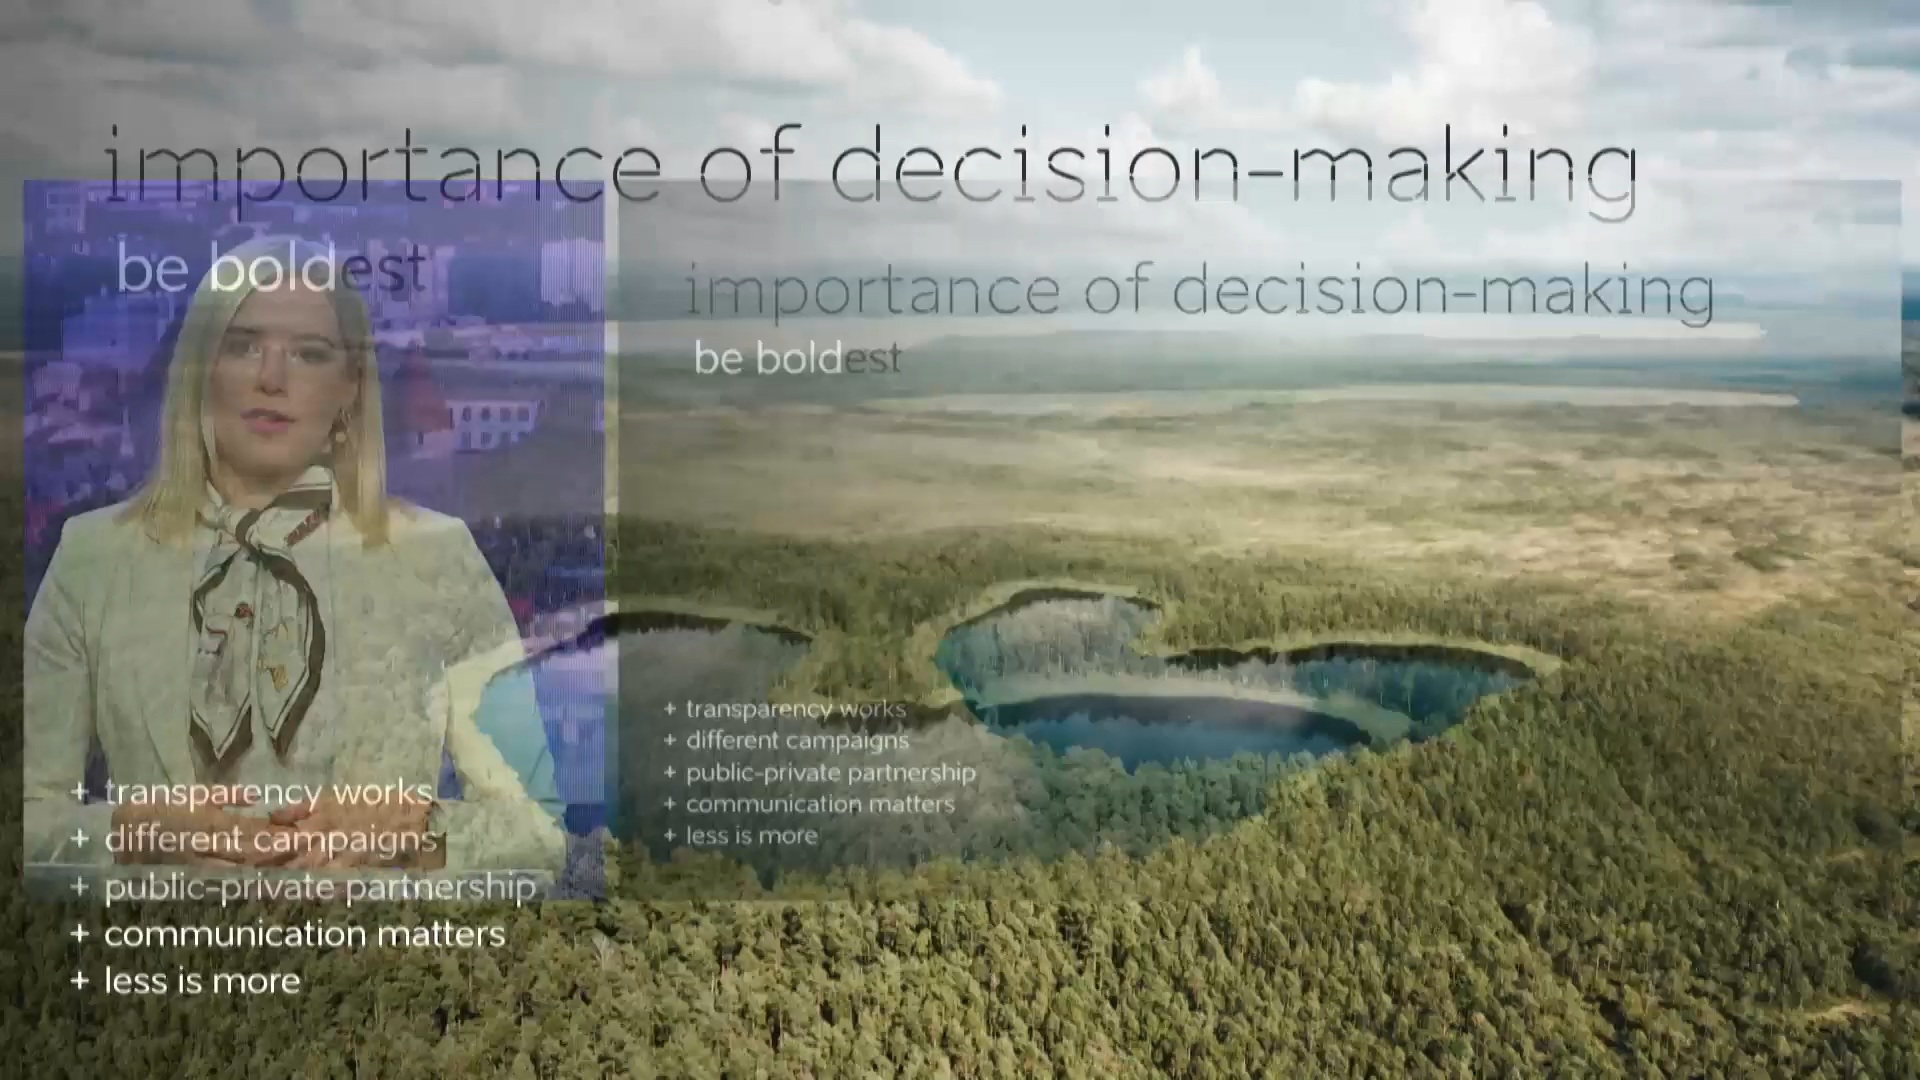 importance of decision-making
be boldest
+ transparency works
+ different campaigns
+ public-private partnership
+ communication matters
+ less is more
importance of decision-making
be boldest
+ transparency works
+ different campaigns
+ public-private partnership
+ communication matters
+ less is more